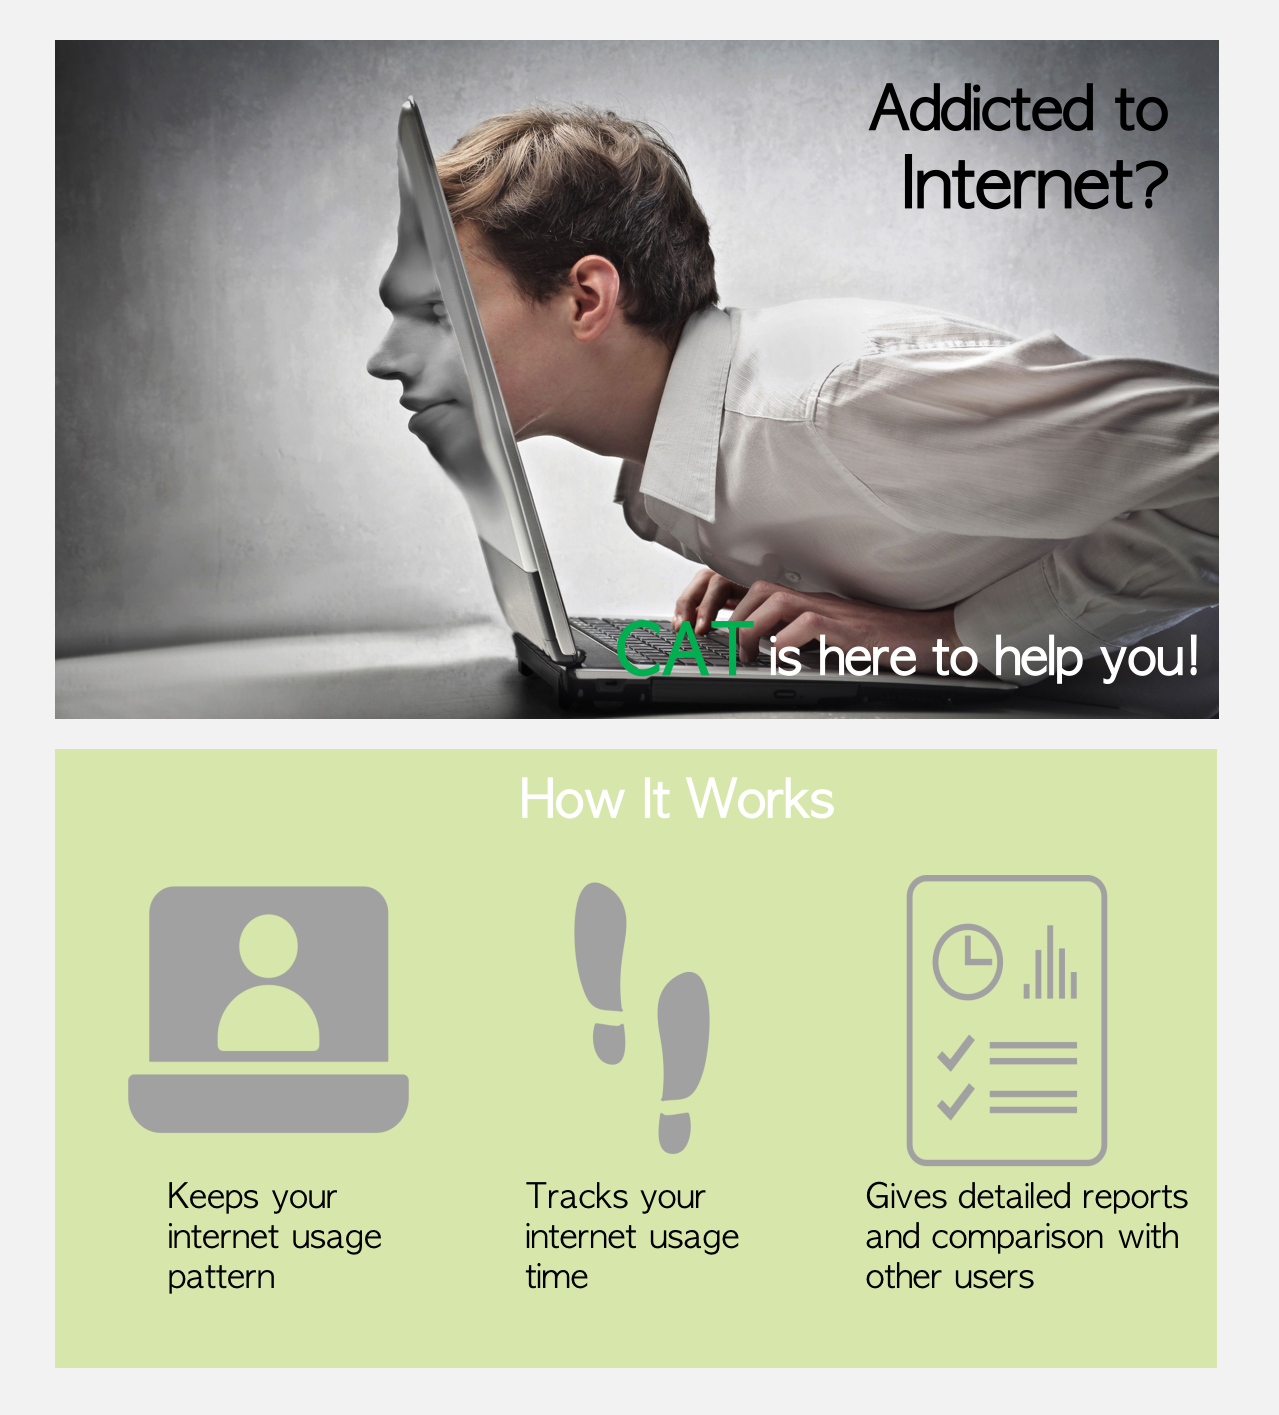 Addicted to
Internet?
CAT is here to help you!
How It Works
Keeps your
internet usage
pattern
Tracks your
internet usage
time
Gives detailed reports
and comparison with
other users